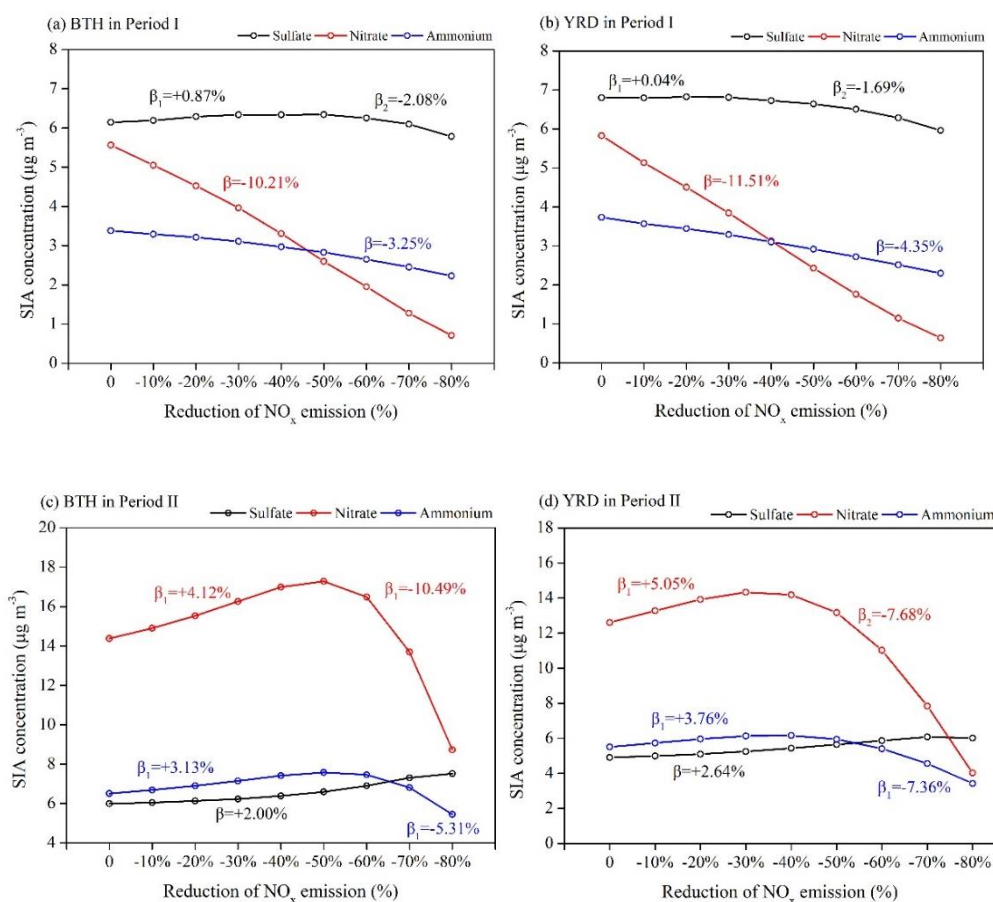 (a) BTH in Period I
Sulfate Nitrate Ammonium
8
7
6
5
4
3
2
1
0
SIA concentration (μg m⁻³)
β₁=+0.87%
β₂=-2.08%
β=-10.21%
β=-3.25%
0 -10% -20% -30% -40% -50% -60% -70% -80%
Reduction of NOₓ emission (%)
(b) YRD in Period I
Sulfate Nitrate Ammonium
8
7
6
5
4
3
2
1
0
SIA concentration (μg m⁻³)
β₁=+0.04%
β₂=-1.69%
β=-11.51%
β=-4.35%
0 -10% -20% -30% -40% -50% -60% -70% -80%
Reduction of NOₓ emission (%)
(c) BTH in Period II
Sulfate Nitrate Ammonium
20
18
16
14
12
10
8
6
4
SIA concentration (μg m⁻³)
β₁=+4.12%
β₁=-10.49%
β₁=+3.13%
β=+2.00%
β₁=-5.31%
0 -10% -20% -30% -40% -50% -60% -70% -80%
Reduction of NOₓ emission (%)
(d) YRD in Period II
Sulfate Nitrate Ammonium
18
16
14
12
10
8
6
4
2
0
SIA concentration (μg m⁻³)
β₁=+5.05%
β₂=-7.68%
β₁=+3.76%
β=+2.64%
β₁=-7.36%
0 -10% -20% -30% -40% -50% -60% -70% -80%
Reduction of NOₓ emission (%)